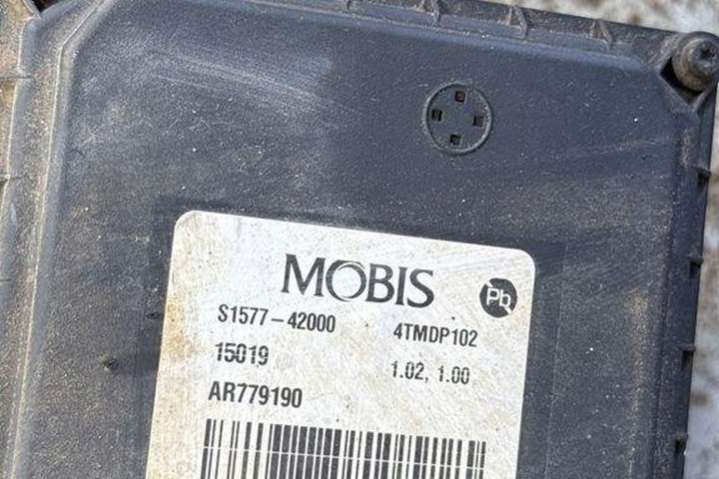 MOBIS
Pb
S1577-42000 4TMDP102
15019 1.02, 1.00
AR779190